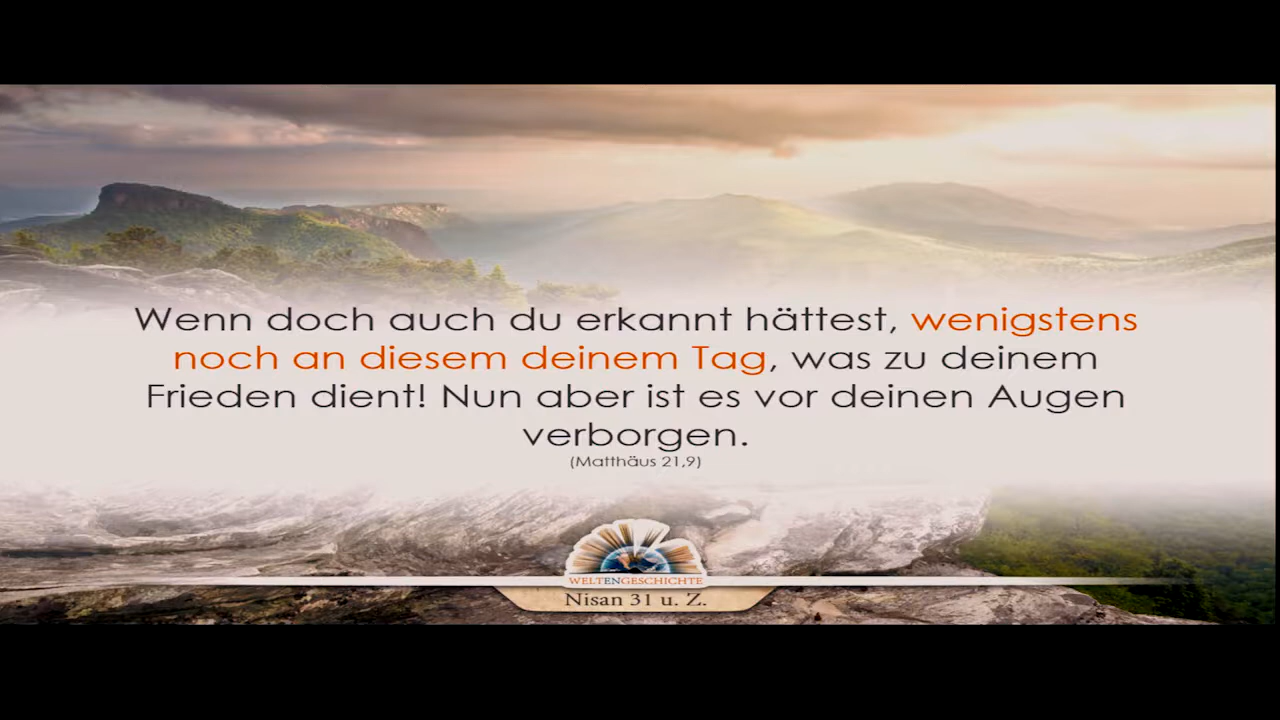 Wenn doch auch du erkannt hättest, wenigstens
noch an diesem deinem Tag, was zu deinem
Frieden dient! Nun aber ist es vor deinen Augen
verborgen.
(Matthäus 21,9)
WELTENGESCHICHTE
Nisan 31 u. Z.